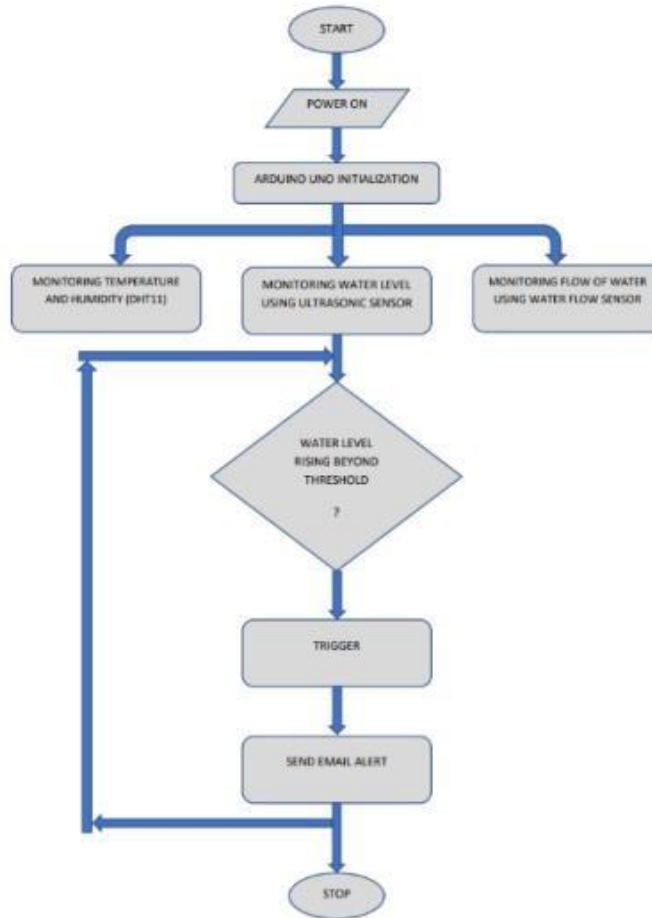 START
POWER ON
ARDUINO UNO INITIALIZATION
MONITORING TEMPERATURE
AND HUMIDITY (DHT11)
MONITORING WATER LEVEL
USING ULTRASONIC SENSOR
MONITORING FLOW OF WATER
USING WATER FLOW SENSOR
WATER LEVEL
RISING BEYOND
THRESHOLD
?
TRIGGER
SEND EMAIL ALERT
STOP